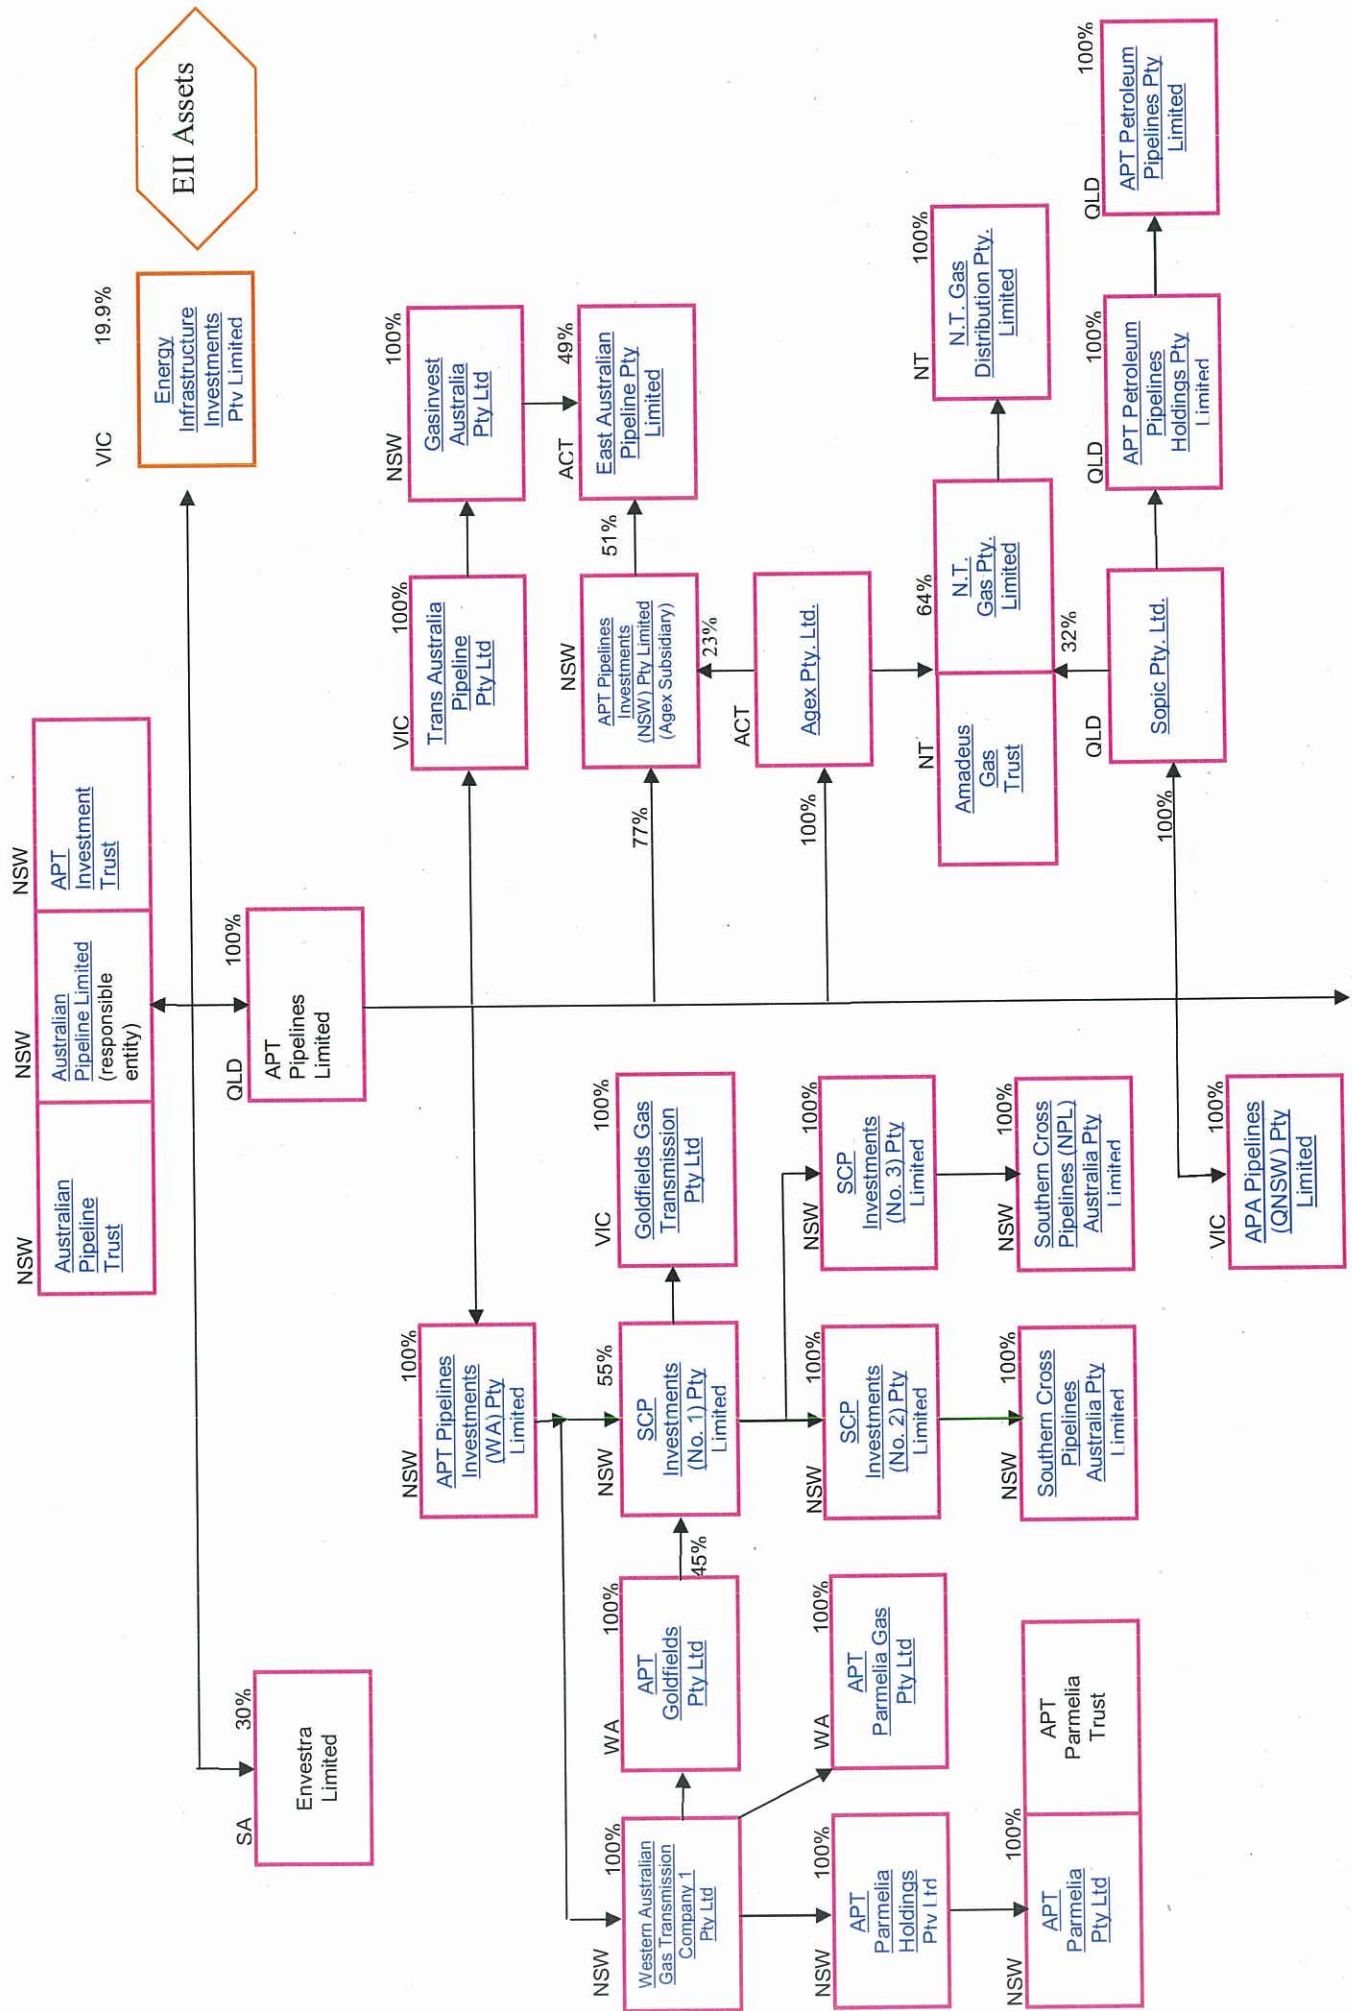 NSW
Australian
Pipeline
Trust
NSW
Australian
Pipeline Limited
(responsible
entity)
NSW
APT
Investment
Trust
SA
30%
Envestra
Limited
QLD
100%
APT
Pipelines
Limited
VIC
19.9%
Energy
Infrastructure
Investments
Ptv Limited
EII Assets
NSW
100%
APT Pipelines
Investments
(WA) Pty
Limited
VIC
100%
Trans Australia
Pipeline
Pty Ltd
NSW
100%
Gasinvest
Australia
Pty Ltd
NSW
100%
Western Australian
Gas Transmission
Company 1
Pty Ltd
WA
100%
APT
Goldfields
Pty Ltd
45%
NSW
55%
SCP
Investments
(No. 1) Pty
Limited
VIC
100%
Goldfields Gas
Transmission
Pty Ltd
77%
NSW
APT Pipelines
Investments
(NSW) Pty Limited
(Agex Subsidiary)
51%
23%
ACT
49%
East Australian
Pipeline Pty
Limited
100%
ACT
Agex Pty. Ltd.
NSW
100%
APT
Parmelia
Holdings
Ptv Ltd
WA
100%
APT
Parmelia Gas
Pty Ltd
NSW
100%
SCP
Investments
(No. 2) Pty
Limited
NSW
100%
SCP
Investments
(No. 3) Pty
Limited
NT
Amadeus
Gas
Trust
64%
N.T.
Gas Pty.
Limited
32%
NT
100%
N.T. Gas
Distribution Pty.
Limited
NSW
100%
APT
Parmelia
Pty Ltd
APT
Parmelia
Trust
NSW
100%
Southern Cross
Pipelines
Australia Pty
Limited
NSW
100%
Southern Cross
Pipelines (NPL)
Australia Pty
Limited
100%
QLD
Sopic Pty. Ltd.
QLD
100%
APT Petroleum
Pipelines
Holdings Pty
Limited
QLD
100%
APT Petroleum
Pipelines Pty
Limited
VIC
100%
APA Pipelines
(QNSW) Pty
Limited